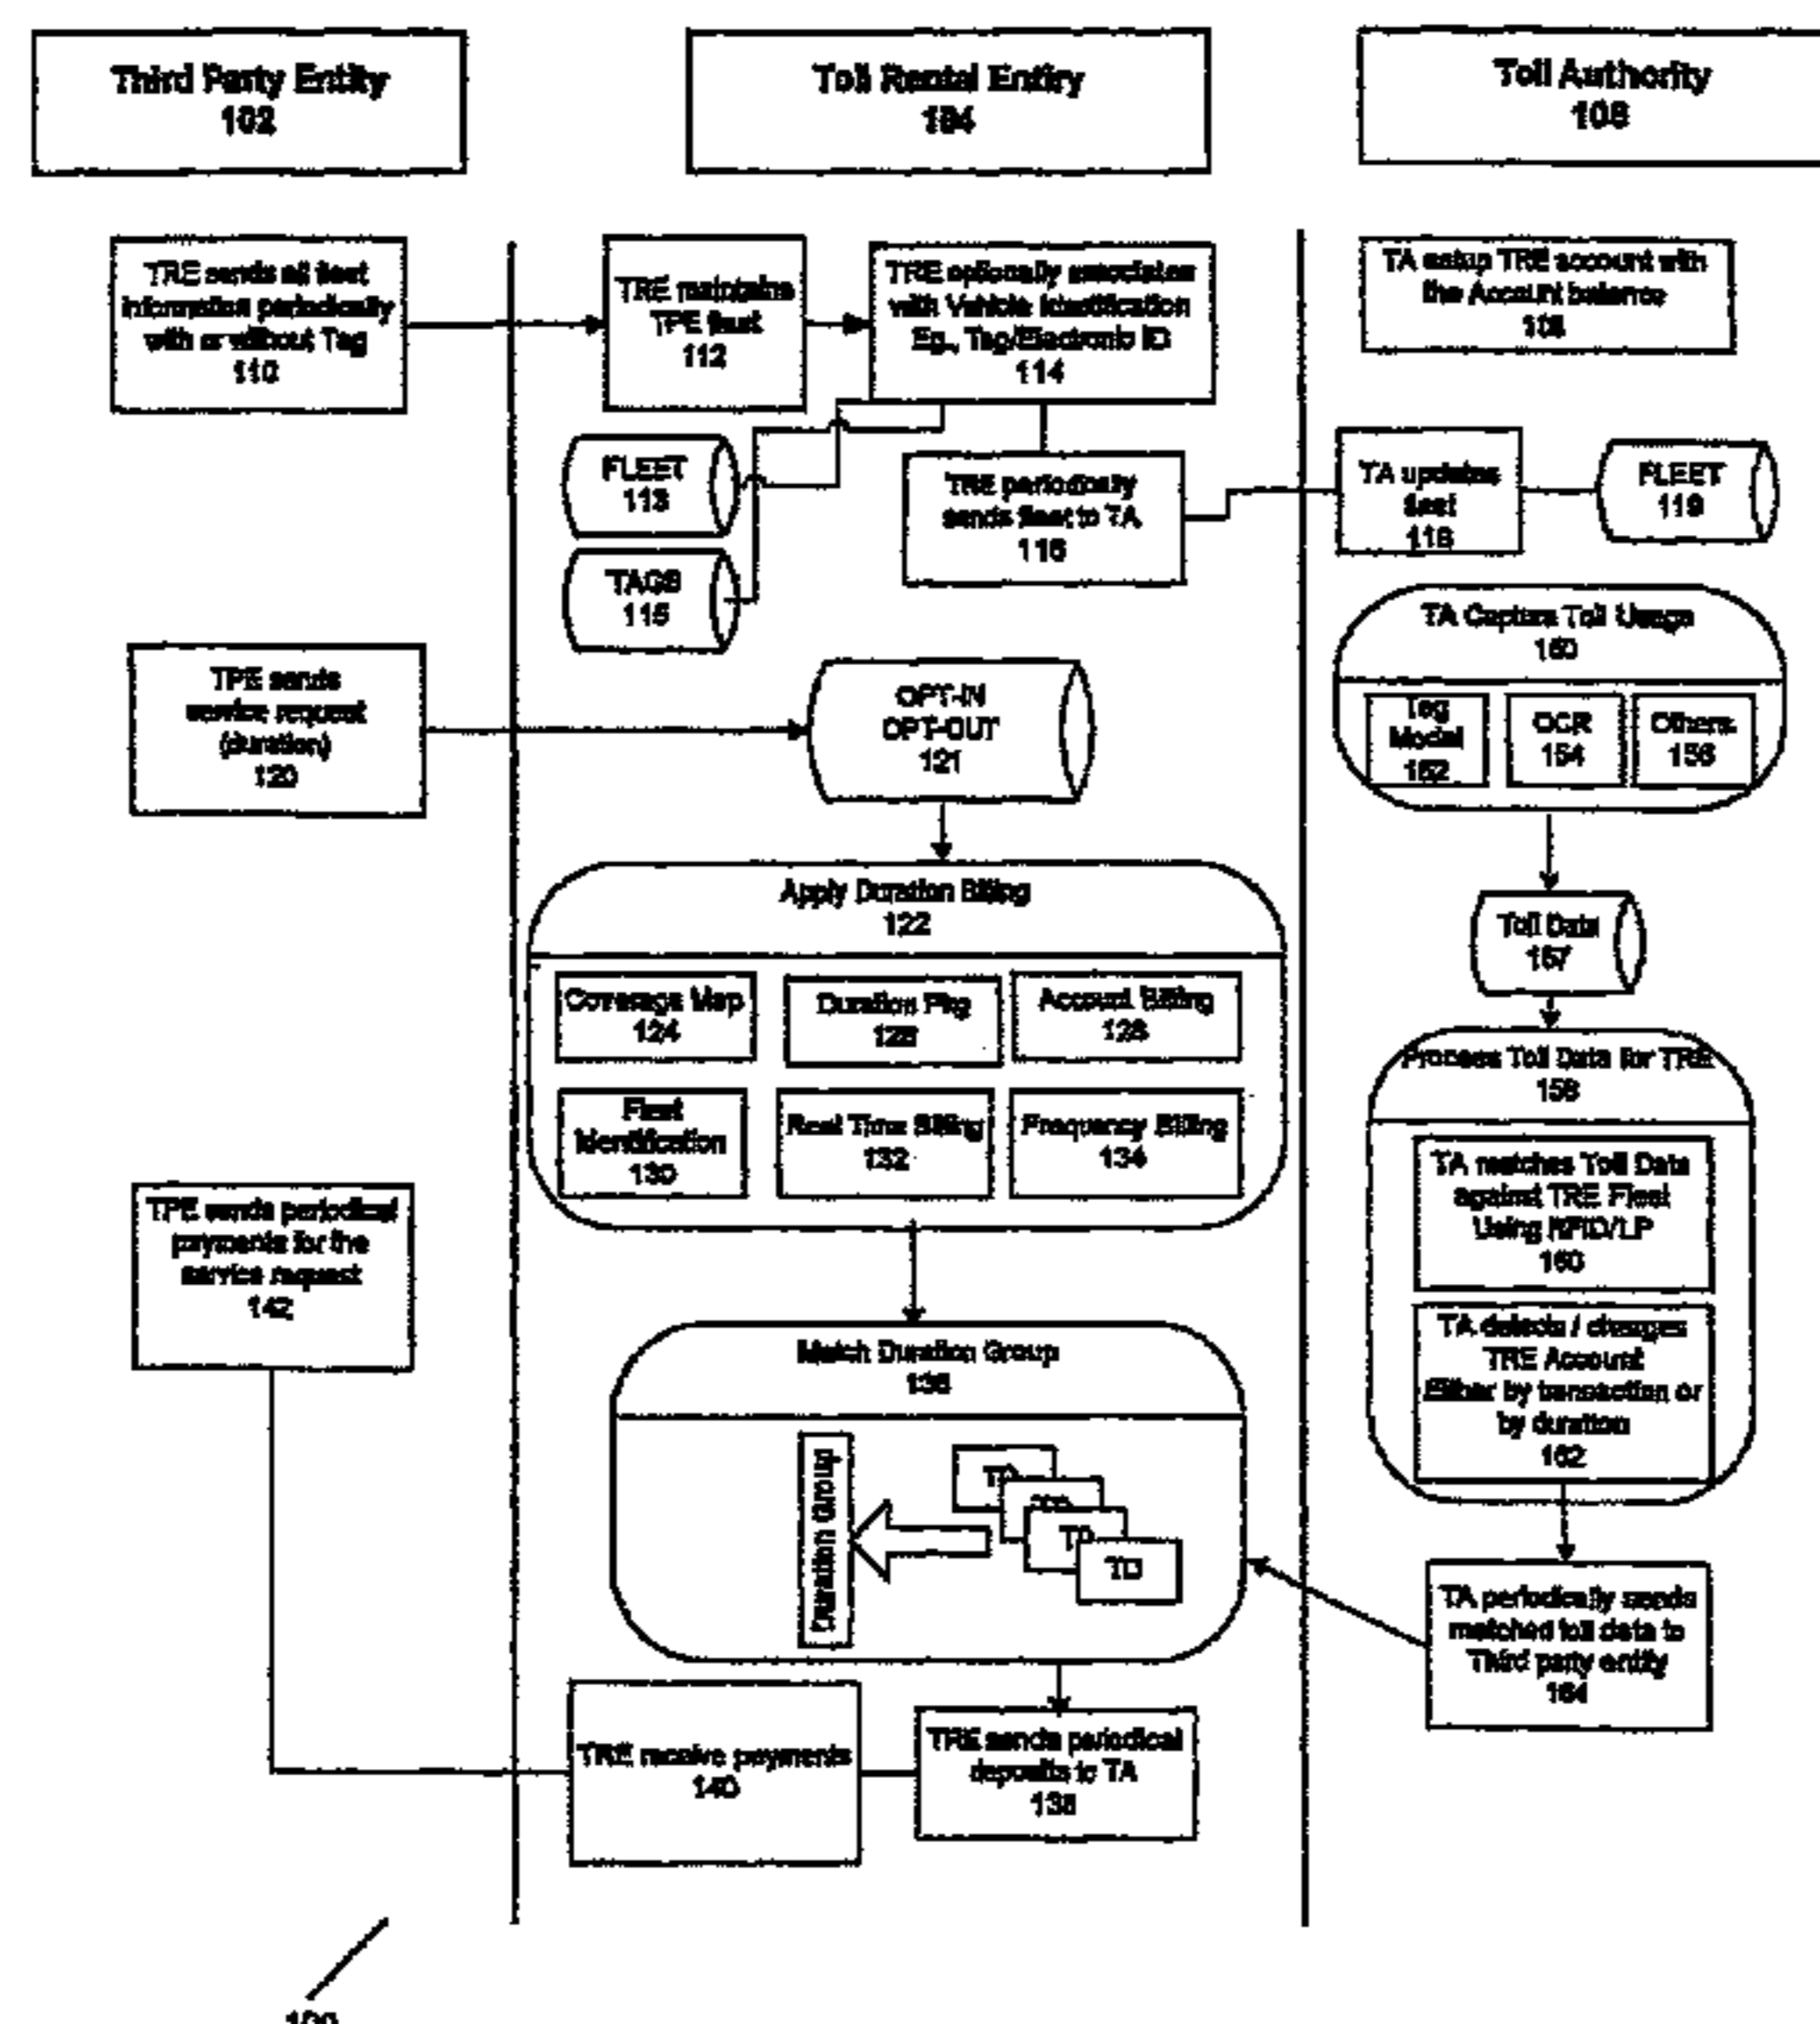 Third Party Entity
102
Toll Rental Entiry
104
Toll Authority
TRE sends all fleet
information periodically
with or without Tag
110
TRE maintains
TPE fleet
112
TRE optionally associates
with Vehicle Identification
Eg., Tag/Electronic ID
114
TA setup TRE account with
the Account balance
FLEET
113
TRE periodically
sends fleet to TA
116
TA updates
fleet
118
FLEET
119
TAGS
115
TA Capture Toll Usage
150
Tag
Model
152
OCR
154
Others
156
TPE sends
service request
(duration)
120
OPT-IN
OPT-OUT
121
Apply Duration Billing
122
Toll Data
157
Coverage Map
124
Duration Pkg
Account Billing
128
Fleet
Identification
130
Real Time Billing
132
Frequency Billing
134
Process Toll Data for TRE
158
TA matches Toll Data
against TRE Fleet
Using RFID/LP
160
TPE sends periodical
payments for the
service request
142
TA / charges
TRE Account
Either by transaction or
by duration
162
Match Duration Group
136
Duration Group
TD
TD
TA periodically sends
matched toll data to
Third party entity
164
TRE receive payments
140
TRE sends periodical
deposits to TA
138
100